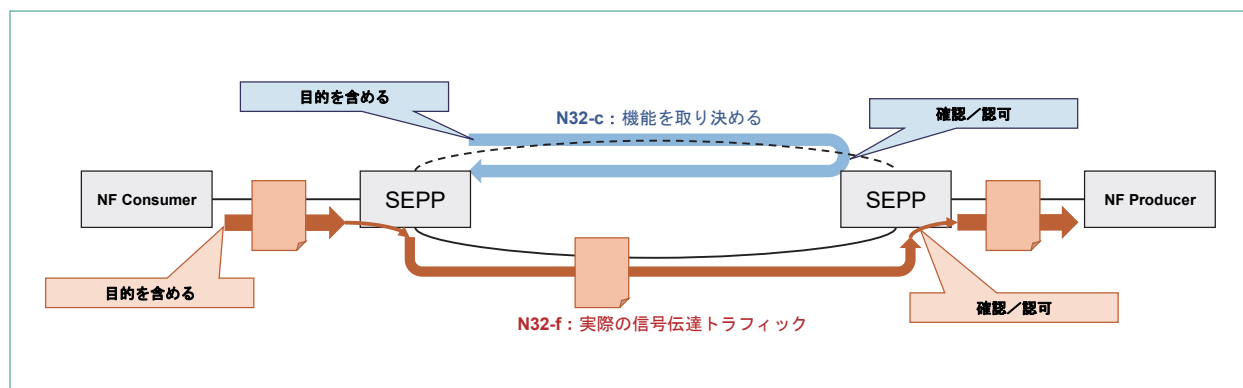 目的を含める
N32-c：機能を取り決める
確認／認可
NF Consumer
SEPP
SEPP
NF Producer
目的を含める
確認／認可
N32-f：実際の信号伝達トラフィック